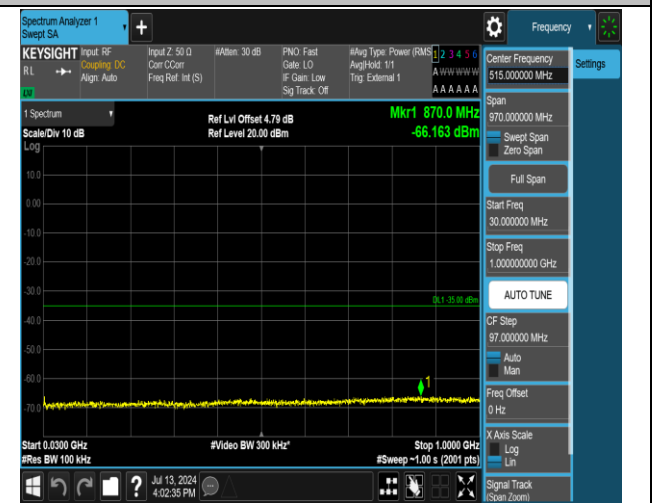 Spectrum Analyzer 1
Swept SA
+
Frequency
KEYSIGHT
Input: RF
Input Z: 50 Ω
#Atten: 30 dB
PNO: Fast
#Avg Type: Power (RMS
1 2 3 4 5 6
RL
Coupling: DC
Corr CCorr
Gate: LO
Avg|Hold: 1/1
A W W W W W
Align: Auto
Freq Ref: Int (S)
IF Gain: Low
Trig: External 1
Sig Track: Off
A A A A A A
Center Frequency
515.000000 MHz
Settings
1 Spectrum
Ref Lvl Offset 4.79 dB
Mkr1 870.0 MHz
Scale/Div 10 dB
Ref Level 20.00 dBm
-66.163 dBm
Log
10.0
0.00
-10.0
-20.0
-30.0
DL1 -35.00 dBm
-40.0
-50.0
-60.0
1
-70.0
Start 0.0300 GHz
#Video BW 300 kHz*
Stop 1.0000 GHz
#Res BW 100 kHz
#Sweep ~1.00 s (2001 pts)
Span
970.000000 MHz
Swept Span
Zero Span
Full Span
Start Freq
30.000000 MHz
Stop Freq
1.000000000 GHz
AUTO TUNE
CF Step
97.000000 MHz
Auto
Man
Freq Offset
0 Hz
X Axis Scale
Log
Lin
Signal Track
(Span Zoom)
?
Jul 13, 2024
4:02:35 PM